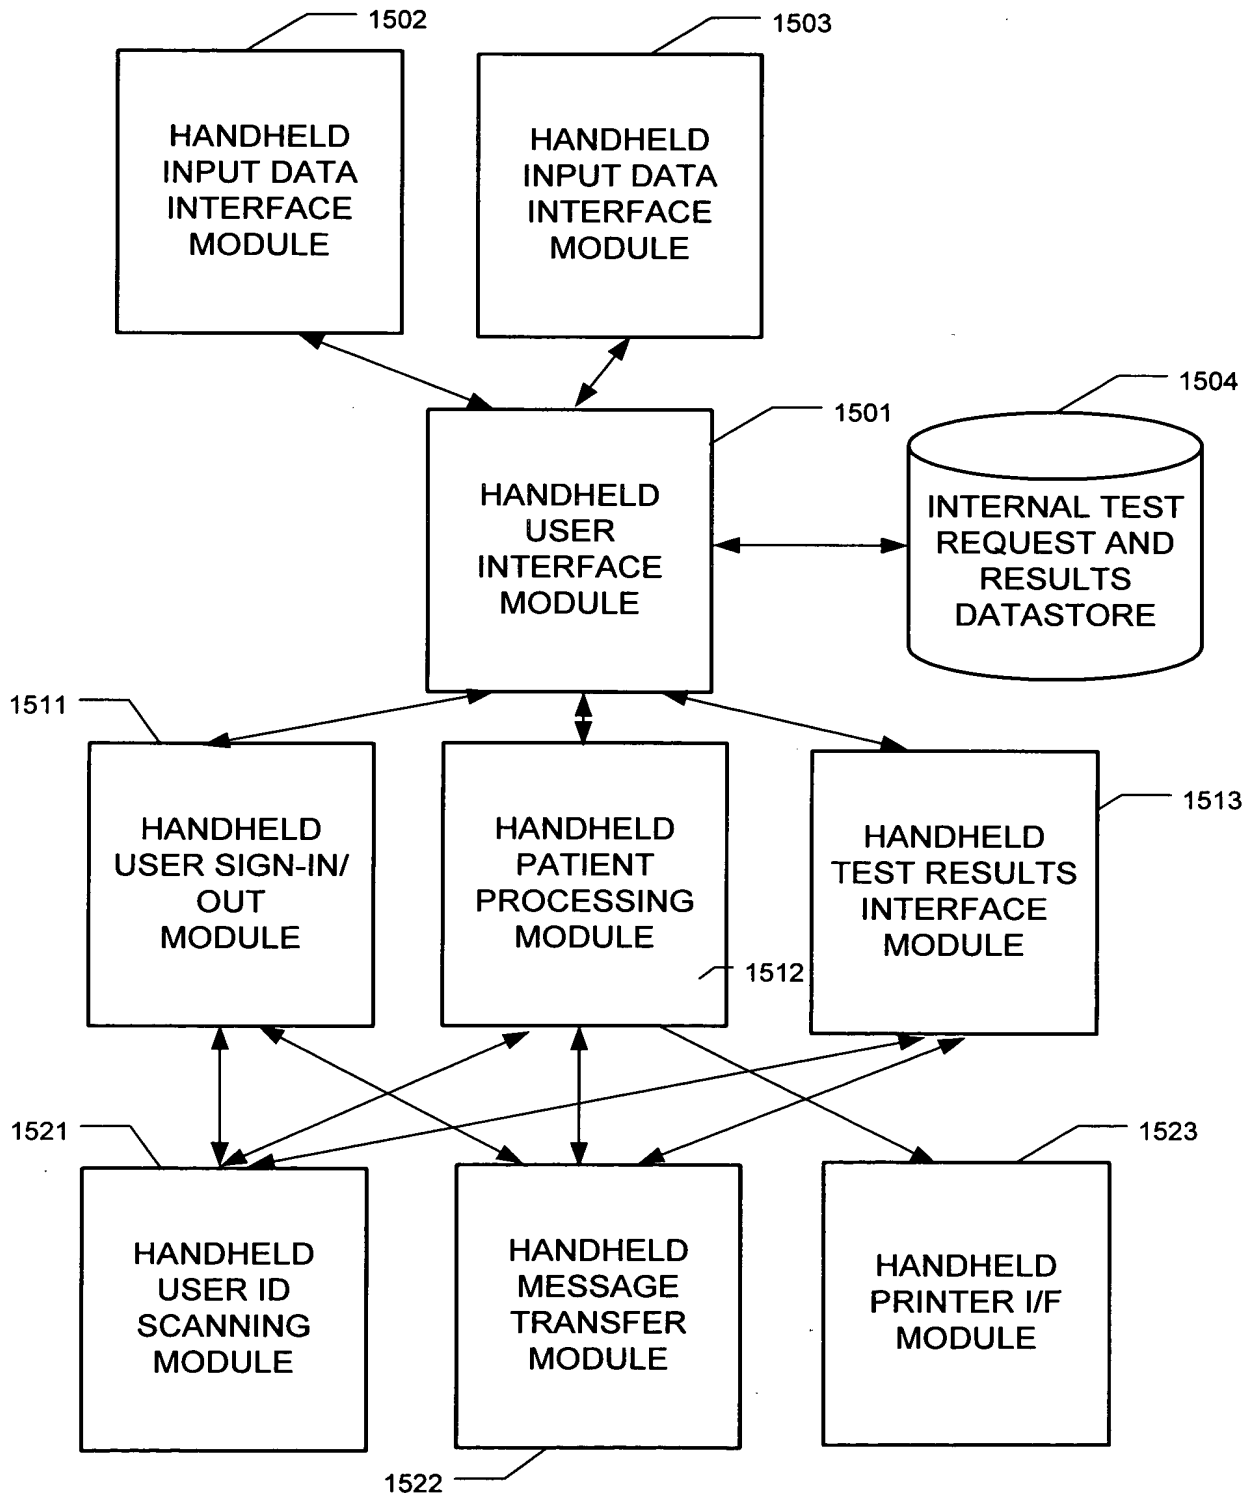 1502
1503
HANDHELD
INPUT DATA
INTERFACE
MODULE
HANDHELD
INPUT DATA
INTERFACE
MODULE
1501
1504
HANDHELD
USER
INTERFACE
MODULE
INTERNAL TEST
REQUEST AND
RESULTS
DATASTORE
1511
1513
HANDHELD
USER SIGN-IN/
OUT
MODULE
HANDHELD
PATIENT
PROCESSING
MODULE
1512
HANDHELD
TEST RESULTS
INTERFACE
MODULE
1521
1523
HANDHELD
USER ID
SCANNING
MODULE
HANDHELD
MESSAGE
TRANSFER
MODULE
HANDHELD
PRINTER I/F
MODULE
1522